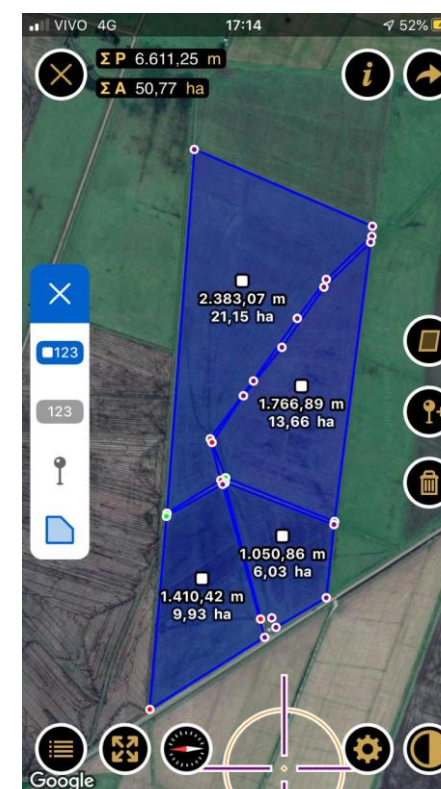 VIVO 4G 17:14 52%
Σ P 6.611,25 m
Σ A 50,77 ha
i
2.383,07 m
21,15 ha
123
1.766,89 m
13,66 ha
123
1.050,86 m
6,03 ha
1.410,42 m
9,93 ha
Google